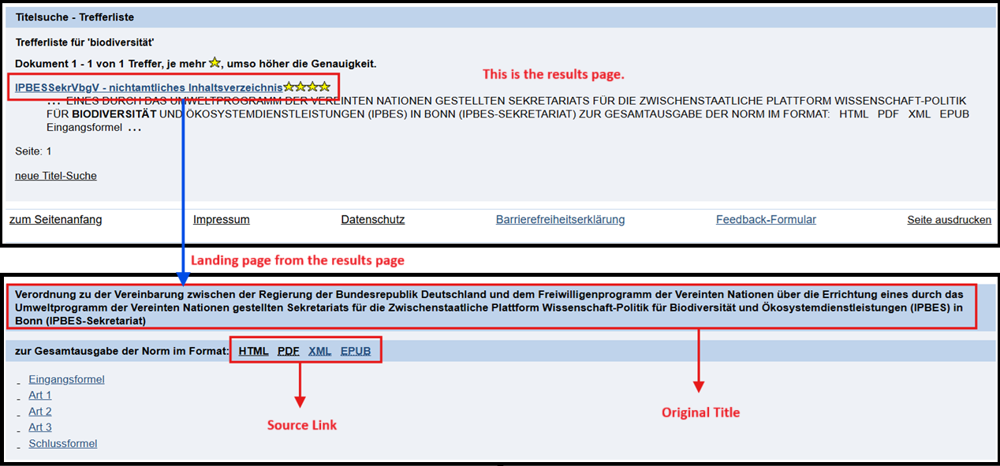 Titelsuche - Trefferliste
Trefferliste für 'biodiversität'
Dokument 1 - 1 von 1 Treffer, je mehr , umso höher die Genauigkeit.
This is the results page.
IPBESSekrVbgV - nichtamtliches Inhaltsverzeichnis
... EINES DURCH DAS UMWELTPROGRAMM DER VEREINTEN NATIONEN GESTELLTEN SEKRETARIATS FÜR DIE ZWISCHENSTAATLICHE PLATTFORM WISSENSCHAFT-POLITIK
FÜR BIODIVERSITÄT UND ÖKOSYSTEMDIENSTLEISTUNGEN (IPBES) IN BONN (IPBES-SEKRETARIAT) ZUR GESAMTAUSGABE DER NORM IM FORMAT: HTML PDF XML EPUB
Eingangsformel ...
Seite: 1
neue Titel-Suche
zum Seitenanfang Impressum Datenschutz Barrierefreiheitserklärung Feedback-Formular Seite ausdrucken
Landing page from the results page
Verordnung zu der Vereinbarung zwischen der Regierung der Bundesrepublik Deutschland und dem Freiwilligenprogramm der Vereinten Nationen über die Errichtung eines durch das
Umweltprogramm der Vereinten Nationen gestellten Sekretariats für die Zwischenstaatliche Plattform Wissenschaft-Politik für Biodiversität und Ökosystemdienstleistungen (IPBES) in
Bonn (IPBES-Sekretariat)
zur Gesamtausgabe der Norm im Format: HTML PDF XML EPUB
Eingangsformel
Art 1
Art 2
Art 3
Schlussformel
Source Link
Original Title